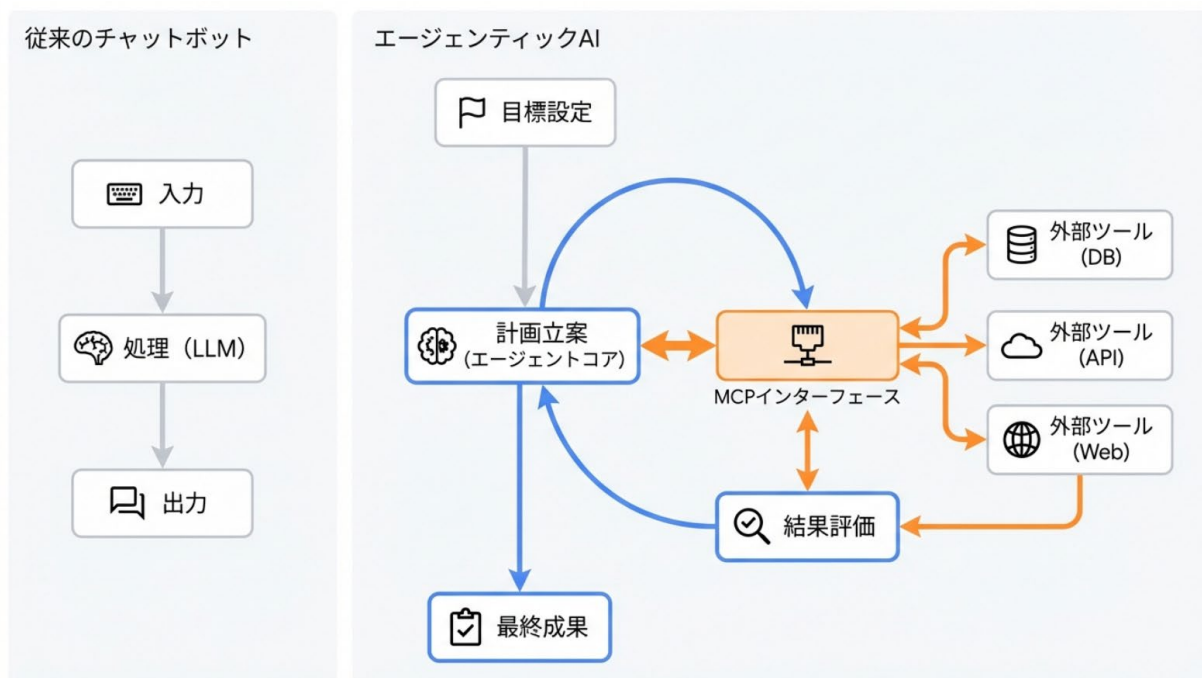 従来のチャットボット
入力
処理（LLM）
出力
エージェンティックAI
目標設定
計画立案
(エージェントコア)
MCPインターフェース
外部ツール
(DB)
外部ツール
(API)
外部ツール
(Web)
結果評価
最終成果